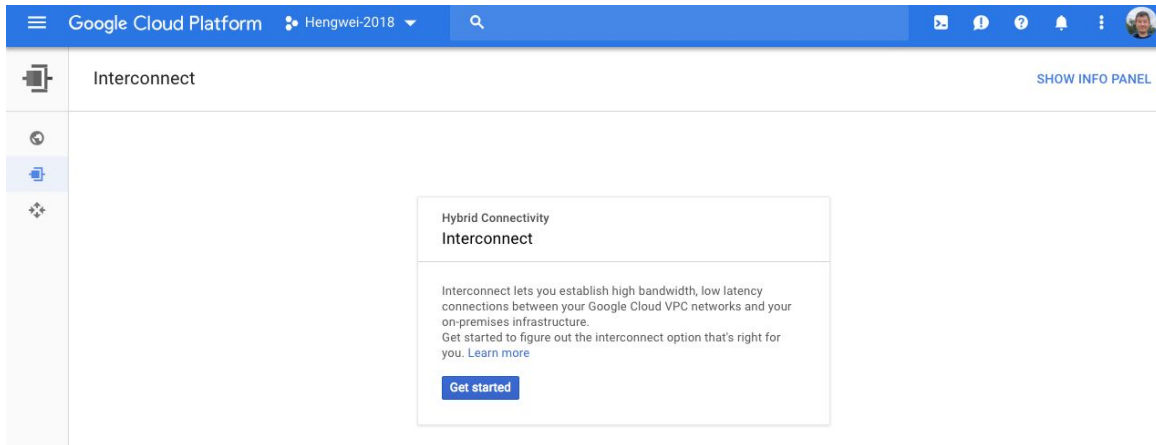 Google Cloud Platform Hengwei-2018
Interconnect SHOW INFO PANEL
Hybrid Connectivity
Interconnect
Interconnect lets you establish high bandwidth, low latency
connections between your Google Cloud VPC networks and your
on-premises infrastructure.
Get started to figure out the interconnect option that's right for
you. Learn more
Get started